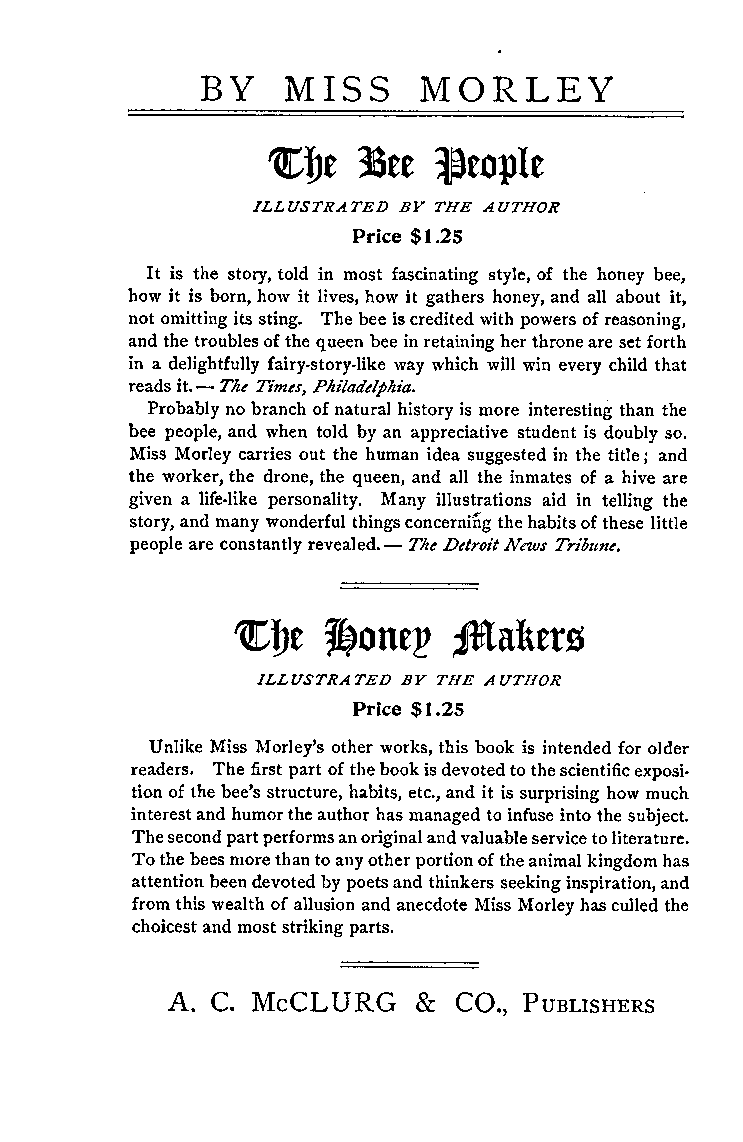 BY MISS MORLEY
The Bee People
ILLUSTRATED BY THE AUTHOR
Price $1.25
It is the story, told in most fascinating style, of the honey bee,
how it is born, how it lives, how it gathers honey, and all about it,
not omitting its sting. The bee is credited with powers of reasoning,
and the troubles of the queen bee in retaining her throne are set forth
in a delightfully fairy-story-like way which will win every child that
reads it.— The Times, Philadelphia.
Probably no branch of natural history is more interesting than the
bee people, and when told by an appreciative student is doubly so.
Miss Morley carries out the human idea suggested in the title; and
the worker, the drone, the queen, and all the inmates of a hive are
given a life-like personality. Many illustrations aid in telling the
story, and many wonderful things concerning the habits of these little
people are constantly revealed.— The Detroit News Tribune.
The Honey Makers
ILLUSTRATED BY THE AUTHOR
Price $1.25
Unlike Miss Morley's other works, this book is intended for older
readers. The first part of the book is devoted to the scientific exposi-
tion of the bee's structure, habits, etc., and it is surprising how much
interest and humor the author has managed to infuse into the subject.
The second part performs an original and valuable service to literature.
To the bees more than to any other portion of the animal kingdom has
attention been devoted by poets and thinkers seeking inspiration, and
from this wealth of allusion and anecdote Miss Morley has culled the
choicest and most striking parts.
A. C. McCLURG & CO., PUBLISHERS